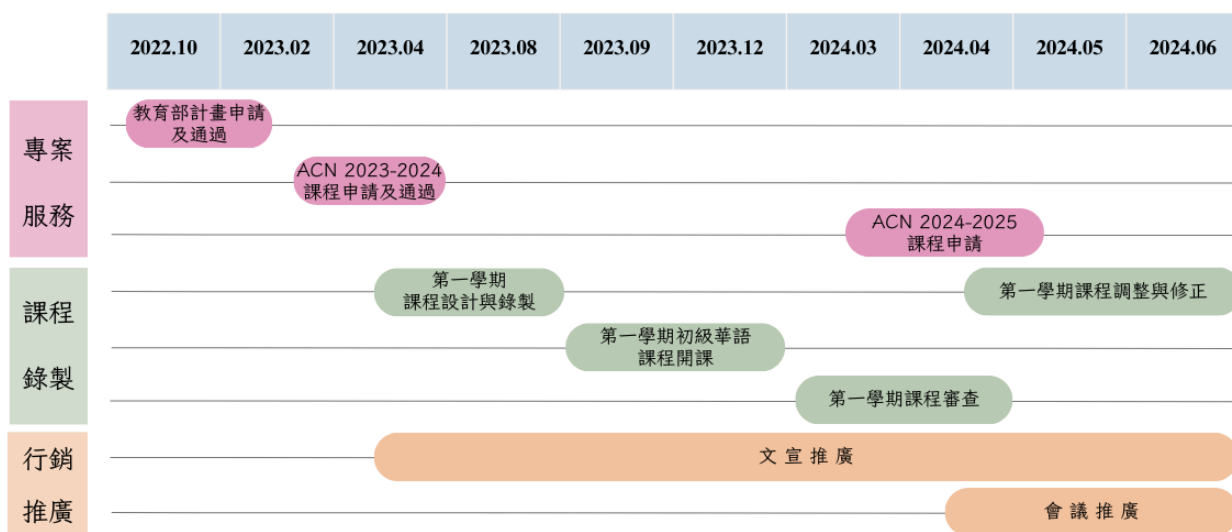 2022.10 2023.02 2023.04 2023.08 2023.09 2023.12 2024.03 2024.04 2024.05 2024.06
專案
服務
教育部計畫申請
及通過
ACN 2023-2024
課程申請及通過
ACN 2024-2025
課程申請
課程
錄製
第一學期
課程設計與錄製
第一學期課程調整與修正
第一學期初級華語
課程開課
第一學期課程審查
行銷
推廣
文宣推廣
會議推廣